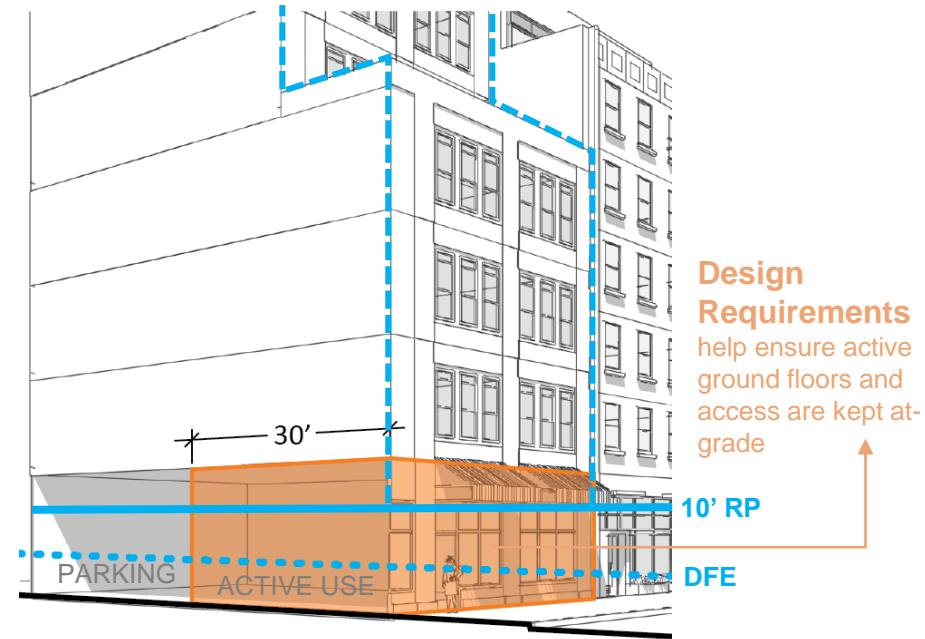 Design
Requirements
help ensure active
ground floors and
access are kept at-
grade
30’
10’ RP
PARKING
ACTIVE USE
DFE